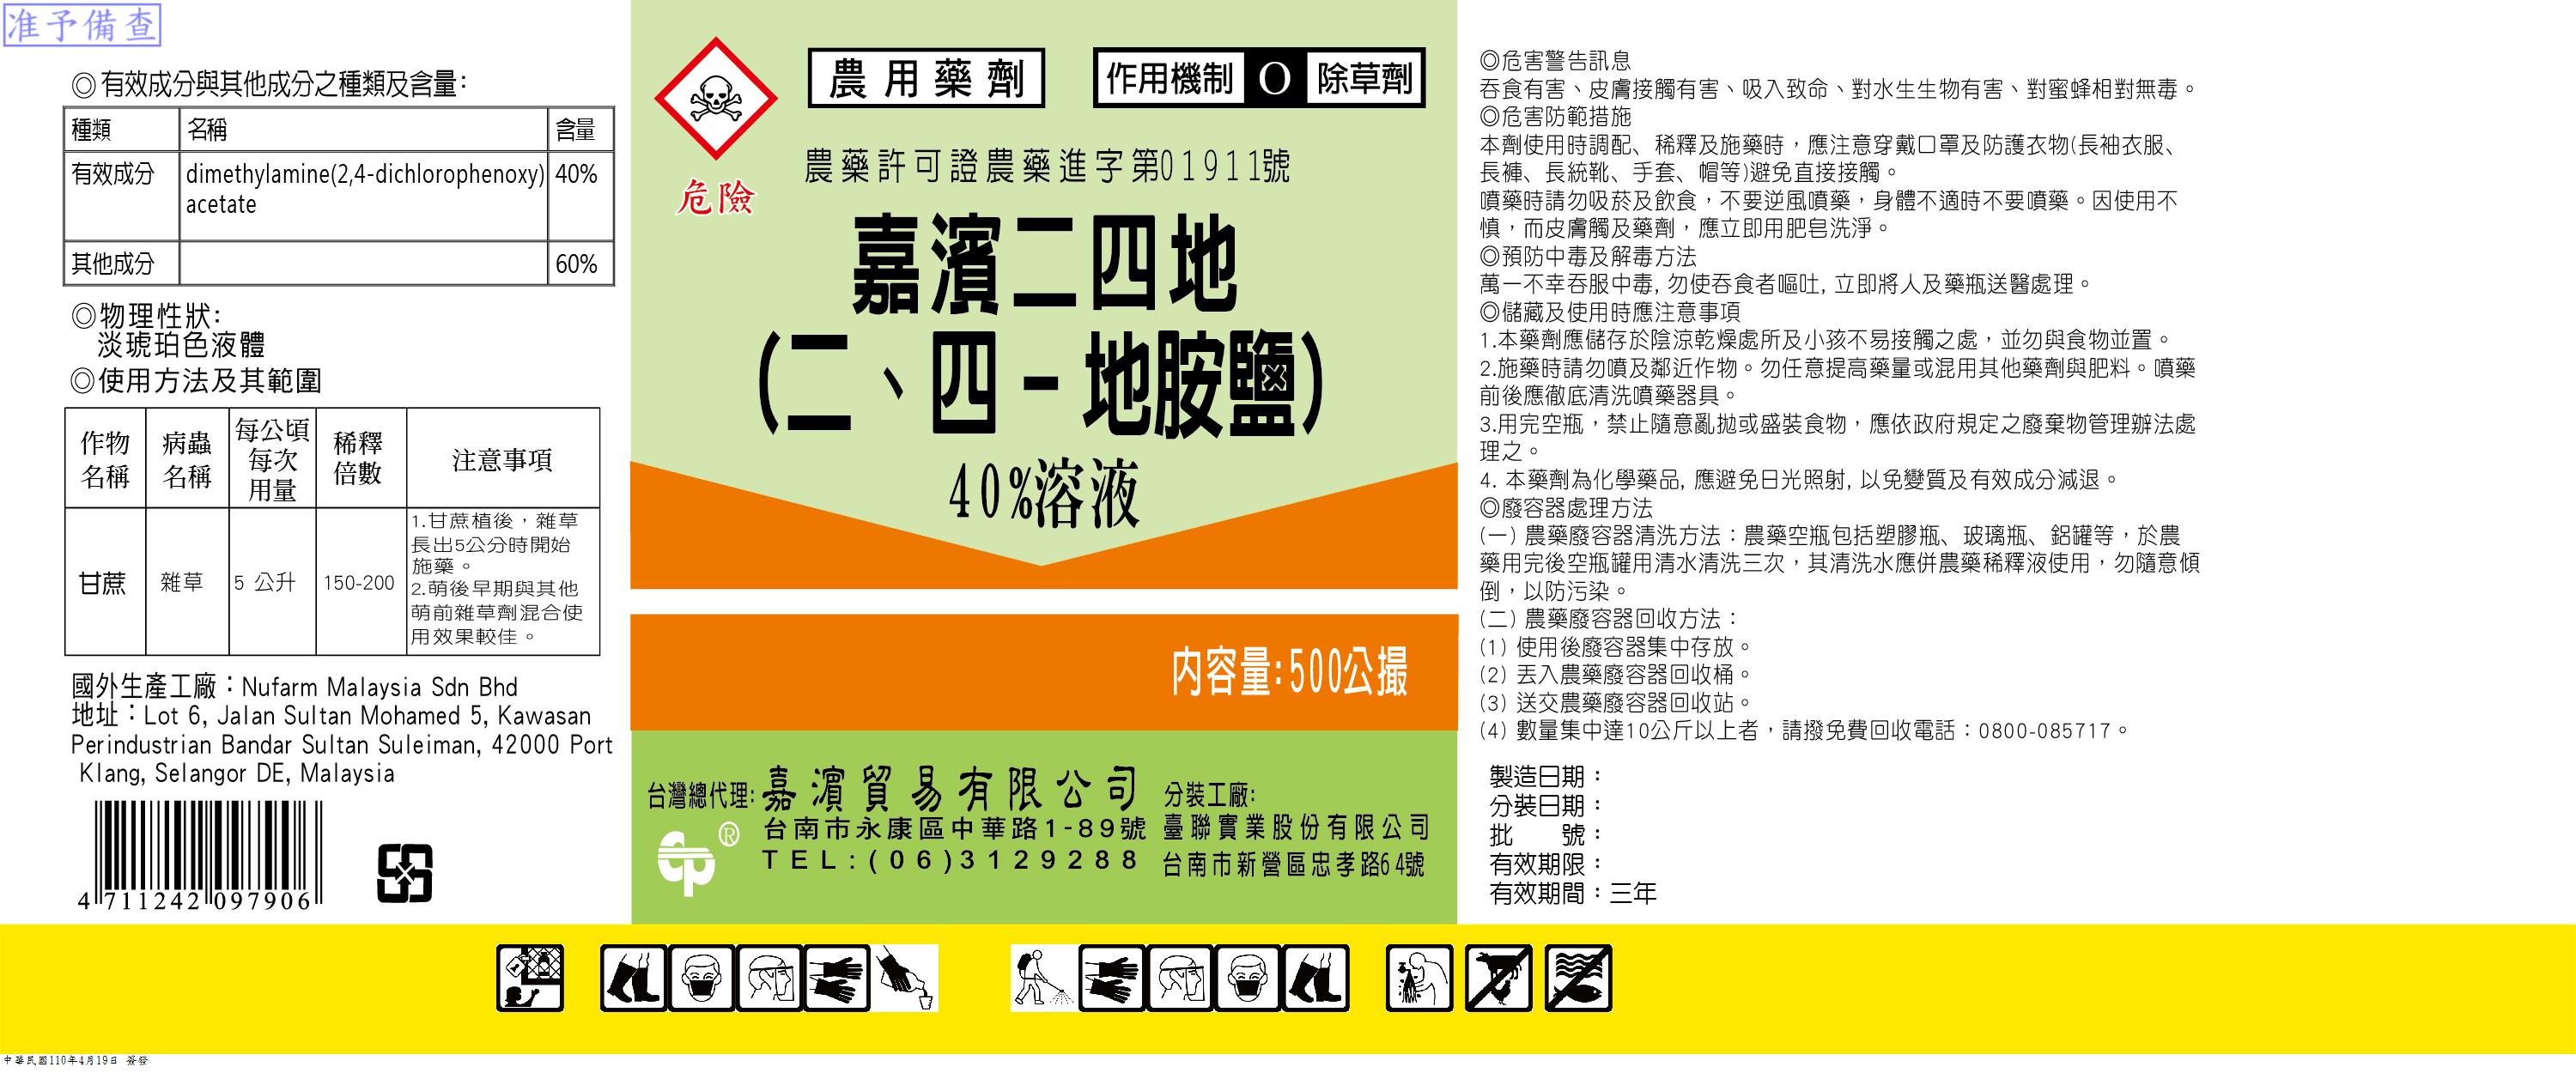 准予備查
◎有效成分與其他成分之種類及含量:
種類 名稱 含量
有效成分 dimethylamine(2,4-dichlorophenoxy) 40%
acetate
其他成分 60%
◎物理性狀:
淡琥珀色液體
◎使用方法及其範圍
作物名稱 病蟲名稱 每公頃每次用量 稀釋倍數 注意事項
甘蔗 雜草 5 公升 150-200
1.甘蔗植後，雜草
長出5公分時開始
施藥。
2.萌後早期與其他
萌前雜草劑混合使
用效果較佳。
國外生產工廠：Nufarm Malaysia Sdn Bhd
地址：Lot 6, Jalan Sultan Mohamed 5, Kawasan
Perindustrian Bandar Sultan Suleiman, 42000 Port
Klang, Selangor DE, Malaysia
4 711242 097906
危險
農用藥劑
作用機制 O 除草劑
農藥許可證農藥進字第01911號
嘉濱二四地
(二、四-地胺鹽)
40%溶液
內容量:500公撮
台灣總代理:嘉濱貿易有限公司
台南市永康區中華路1-89號
TEL:(06)3129288
CP ®
分裝工廠:
臺聯實業股份有限公司
台南市新營區忠孝路64號
◎危害警告訊息
吞食有害、皮膚接觸有害、吸入致命、對水生生物有害、對蜜蜂相對無毒。
◎危害防範措施
本劑使用時調配、稀釋及施藥時，應注意穿戴口罩及防護衣物(長袖衣服、
長褲、長統靴、手套、帽等)避免直接接觸。
噴藥時請勿吸菸及飲食，不要逆風噴藥，身體不適時不要噴藥。因使用不
慎，而皮膚觸及藥劑，應立即用肥皂洗淨。
◎預防中毒及解毒方法
萬一不幸吞服中毒, 勿使吞食者嘔吐, 立即將人及藥瓶送醫處理。
◎儲藏及使用時應注意事項
1.本藥劑應儲存於陰涼乾燥處所及小孩不易接觸之處，並勿與食物並置。
2.施藥時請勿噴及鄰近作物。勿任意提高藥量或混用其他藥劑與肥料。噴藥
前後應徹底清洗噴藥器具。
3.用完空瓶，禁止隨意亂拋或盛裝食物，應依政府規定之廢棄物管理辦法處
理之。
4. 本藥劑為化學藥品, 應避免日光照射, 以免變質及有效成分減退。
◎廢容器處理方法
(一) 農藥廢容器清洗方法：農藥空瓶包括塑膠瓶、玻璃瓶、鋁罐等，於農
藥用完後空瓶罐用清水清洗三次，其清洗水應併農藥稀釋液使用，勿隨意傾
倒，以防污染。
(二) 農藥廢容器回收方法：
(1) 使用後廢容器集中存放。
(2) 丟入農藥廢容器回收桶。
(3) 送交農藥廢容器回收站。
(4) 數量集中達10公斤以上者，請撥免費回收電話：0800-085717。
製造日期：
分裝日期：
批　　號：
有效期限：
有效期間：三年
中華民國110年4月19日 簽發